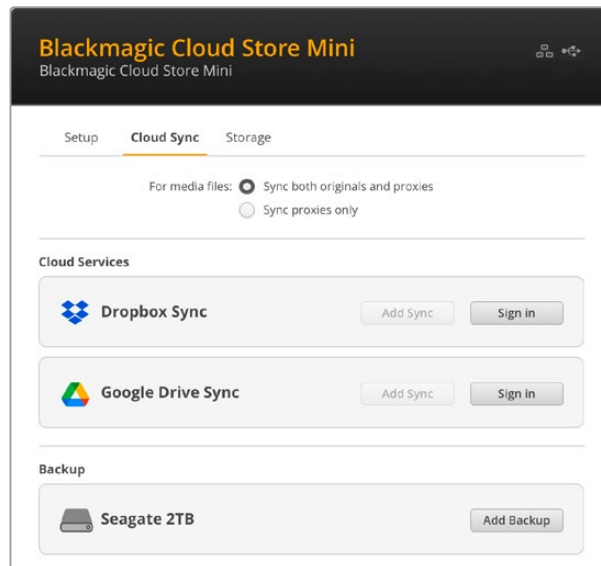 Blackmagic Cloud Store Mini
Blackmagic Cloud Store Mini
Setup Cloud Sync Storage
For media files: Sync both originals and proxies
Sync proxies only
Cloud Services
Dropbox Sync Add Sync Sign in
Google Drive Sync Add Sync Sign in
Backup
Seagate 2TB Add Backup